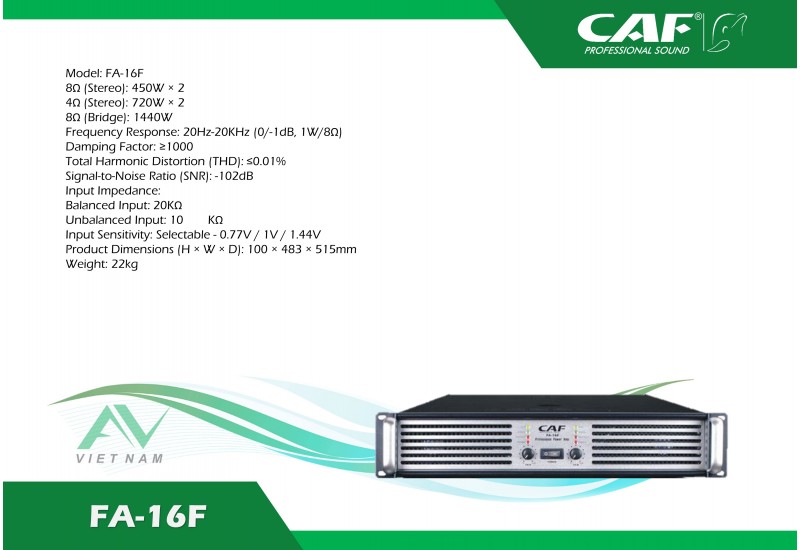 CAF®
PROFESSIONAL SOUND
Model: FA-16F
8Ω (Stereo): 450W × 2
4Ω (Stereo): 720W × 2
8Ω (Bridge): 1440W
Frequency Response: 20Hz-20KHz (0/-1dB, 1W/8Ω)
Damping Factor: ≥1000
Total Harmonic Distortion (THD): ≤0.01%
Signal-to-Noise Ratio (SNR): -102dB
Input Impedance:
Balanced Input: 20KΩ
Unbalanced Input: 10 KΩ
Input Sensitivity: Selectable - 0.77V / 1V / 1.44V
Product Dimensions (H × W × D): 100 × 483 × 515mm
Weight: 22kg
AV
VIET NAM
CAF
FA-16F